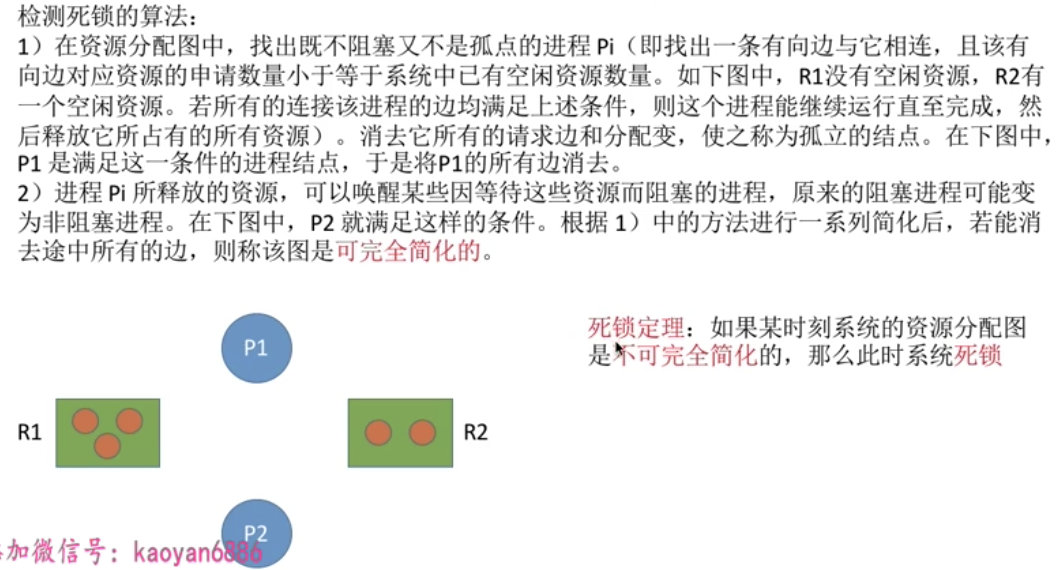 检测死锁的算法：
1）在资源分配图中，找出既不阻塞又不是孤点的进程 Pi（即找出一条有向边与它相连，且该有
向边对应资源的申请数量小于等于系统中已有空闲资源数量。如下图中，R1没有空闲资源，R2有
一个空闲资源。若所有的连接该进程的边均满足上述条件，则这个进程能继续运行直至完成，然
后释放它所占有的所有资源）。消去它所有的请求边和分配变，使之称为孤立的结点。在下图中，
P1 是满足这一条件的进程结点，于是将P1的所有边消去。
2）进程 Pi 所释放的资源，可以唤醒某些因等待这些资源而阻塞的进程，原来的阻塞进程可能变
为非阻塞进程。在下图中，P2 就满足这样的条件。根据 1）中的方法进行一系列简化后，若能消
去途中所有的边，则称该图是可完全简化的。
死锁定理：如果某时刻系统的资源分配图
是不可完全简化的，那么此时系统死锁
P1
R1
R2
P2
加微信号：kaoyan6886